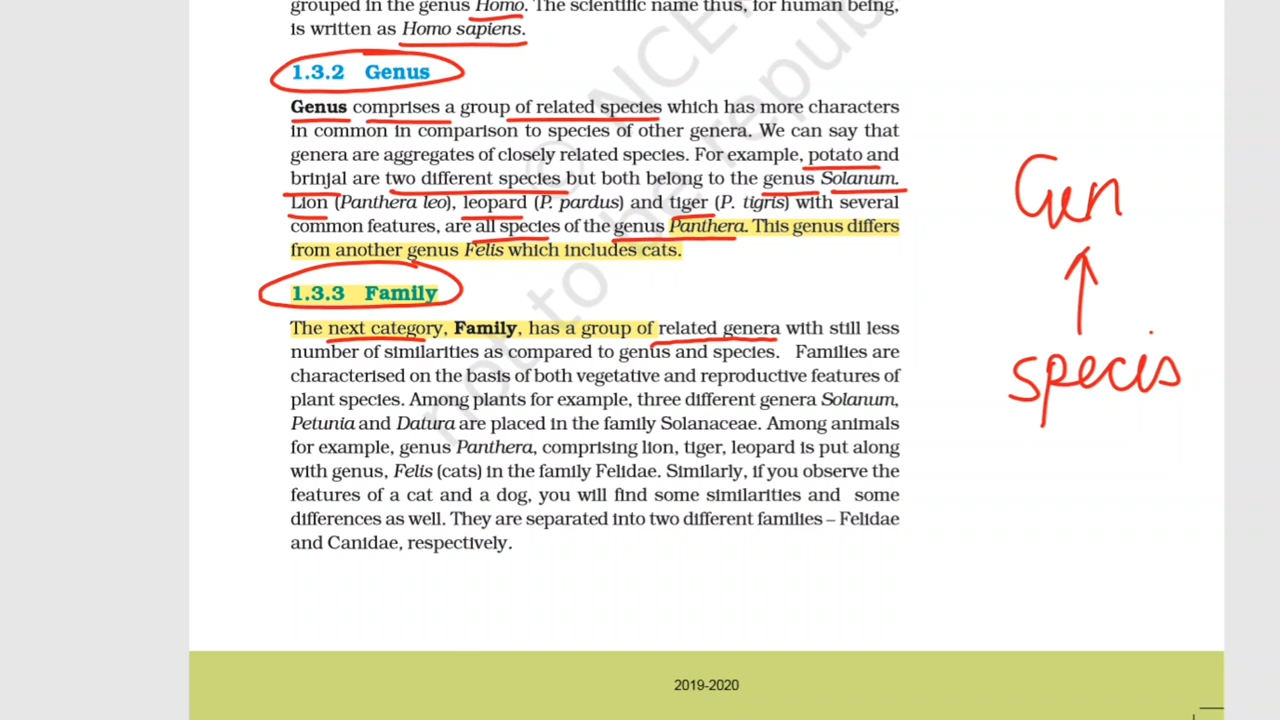 grouped in the genus Homo. The scientific name thus, for human being,
is written as Homo sapiens.
1.3.2 Genus
Genus comprises a group of related species which has more characters
in common in comparison to species of other genera. We can say that
genera are aggregates of closely related species. For example, potato and
brinjal are two different species but both belong to the genus Solanum.
Lion (Panthera leo), leopard (P. pardus) and tiger (P. tigris) with several
common features, are all species of the genus Panthera. This genus differs
from another genus Felis which includes cats.
1.3.3 Family
The next category, Family, has a group of related genera with still less
number of similarities as compared to genus and species. Families are
characterised on the basis of both vegetative and reproductive features of
plant species. Among plants for example, three different genera Solanum,
Petunia and Datura are placed in the family Solanaceae. Among animals
for example, genus Panthera, comprising lion, tiger, leopard is put along
with genus, Felis (cats) in the family Felidae. Similarly, if you observe the
features of a cat and a dog, you will find some similarities and some
differences as well. They are separated into two different families – Felidae
and Canidae, respectively.
Gen
specis
© NCE
not to be republ
2019-2020